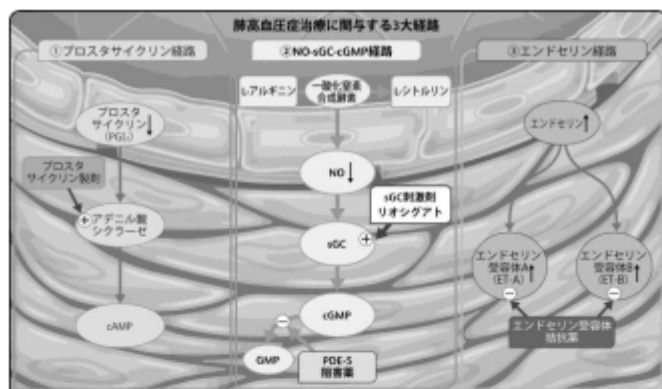 肺高血圧症治療に関与する3大経路
①プロスタサイクリン経路
プロスタ
サイクリン
(PGI₂)
プロスタ
サイクリン製剤
アデニル酸
シクラーゼ
cAMP
②NO-sGC-cGMP経路
L-アルギニン
一酸化窒素
合成酵素
L-シトルリン
NO
sGC刺激剤
リオシグアト
sGC
cGMP
GMP
PDE-5
阻害薬
③エンドセリン経路
エンドセリン
エンドセリン
受容体A
(ET-A)
エンドセリン
受容体B
(ET-B)
エンドセリン受容体
拮抗薬